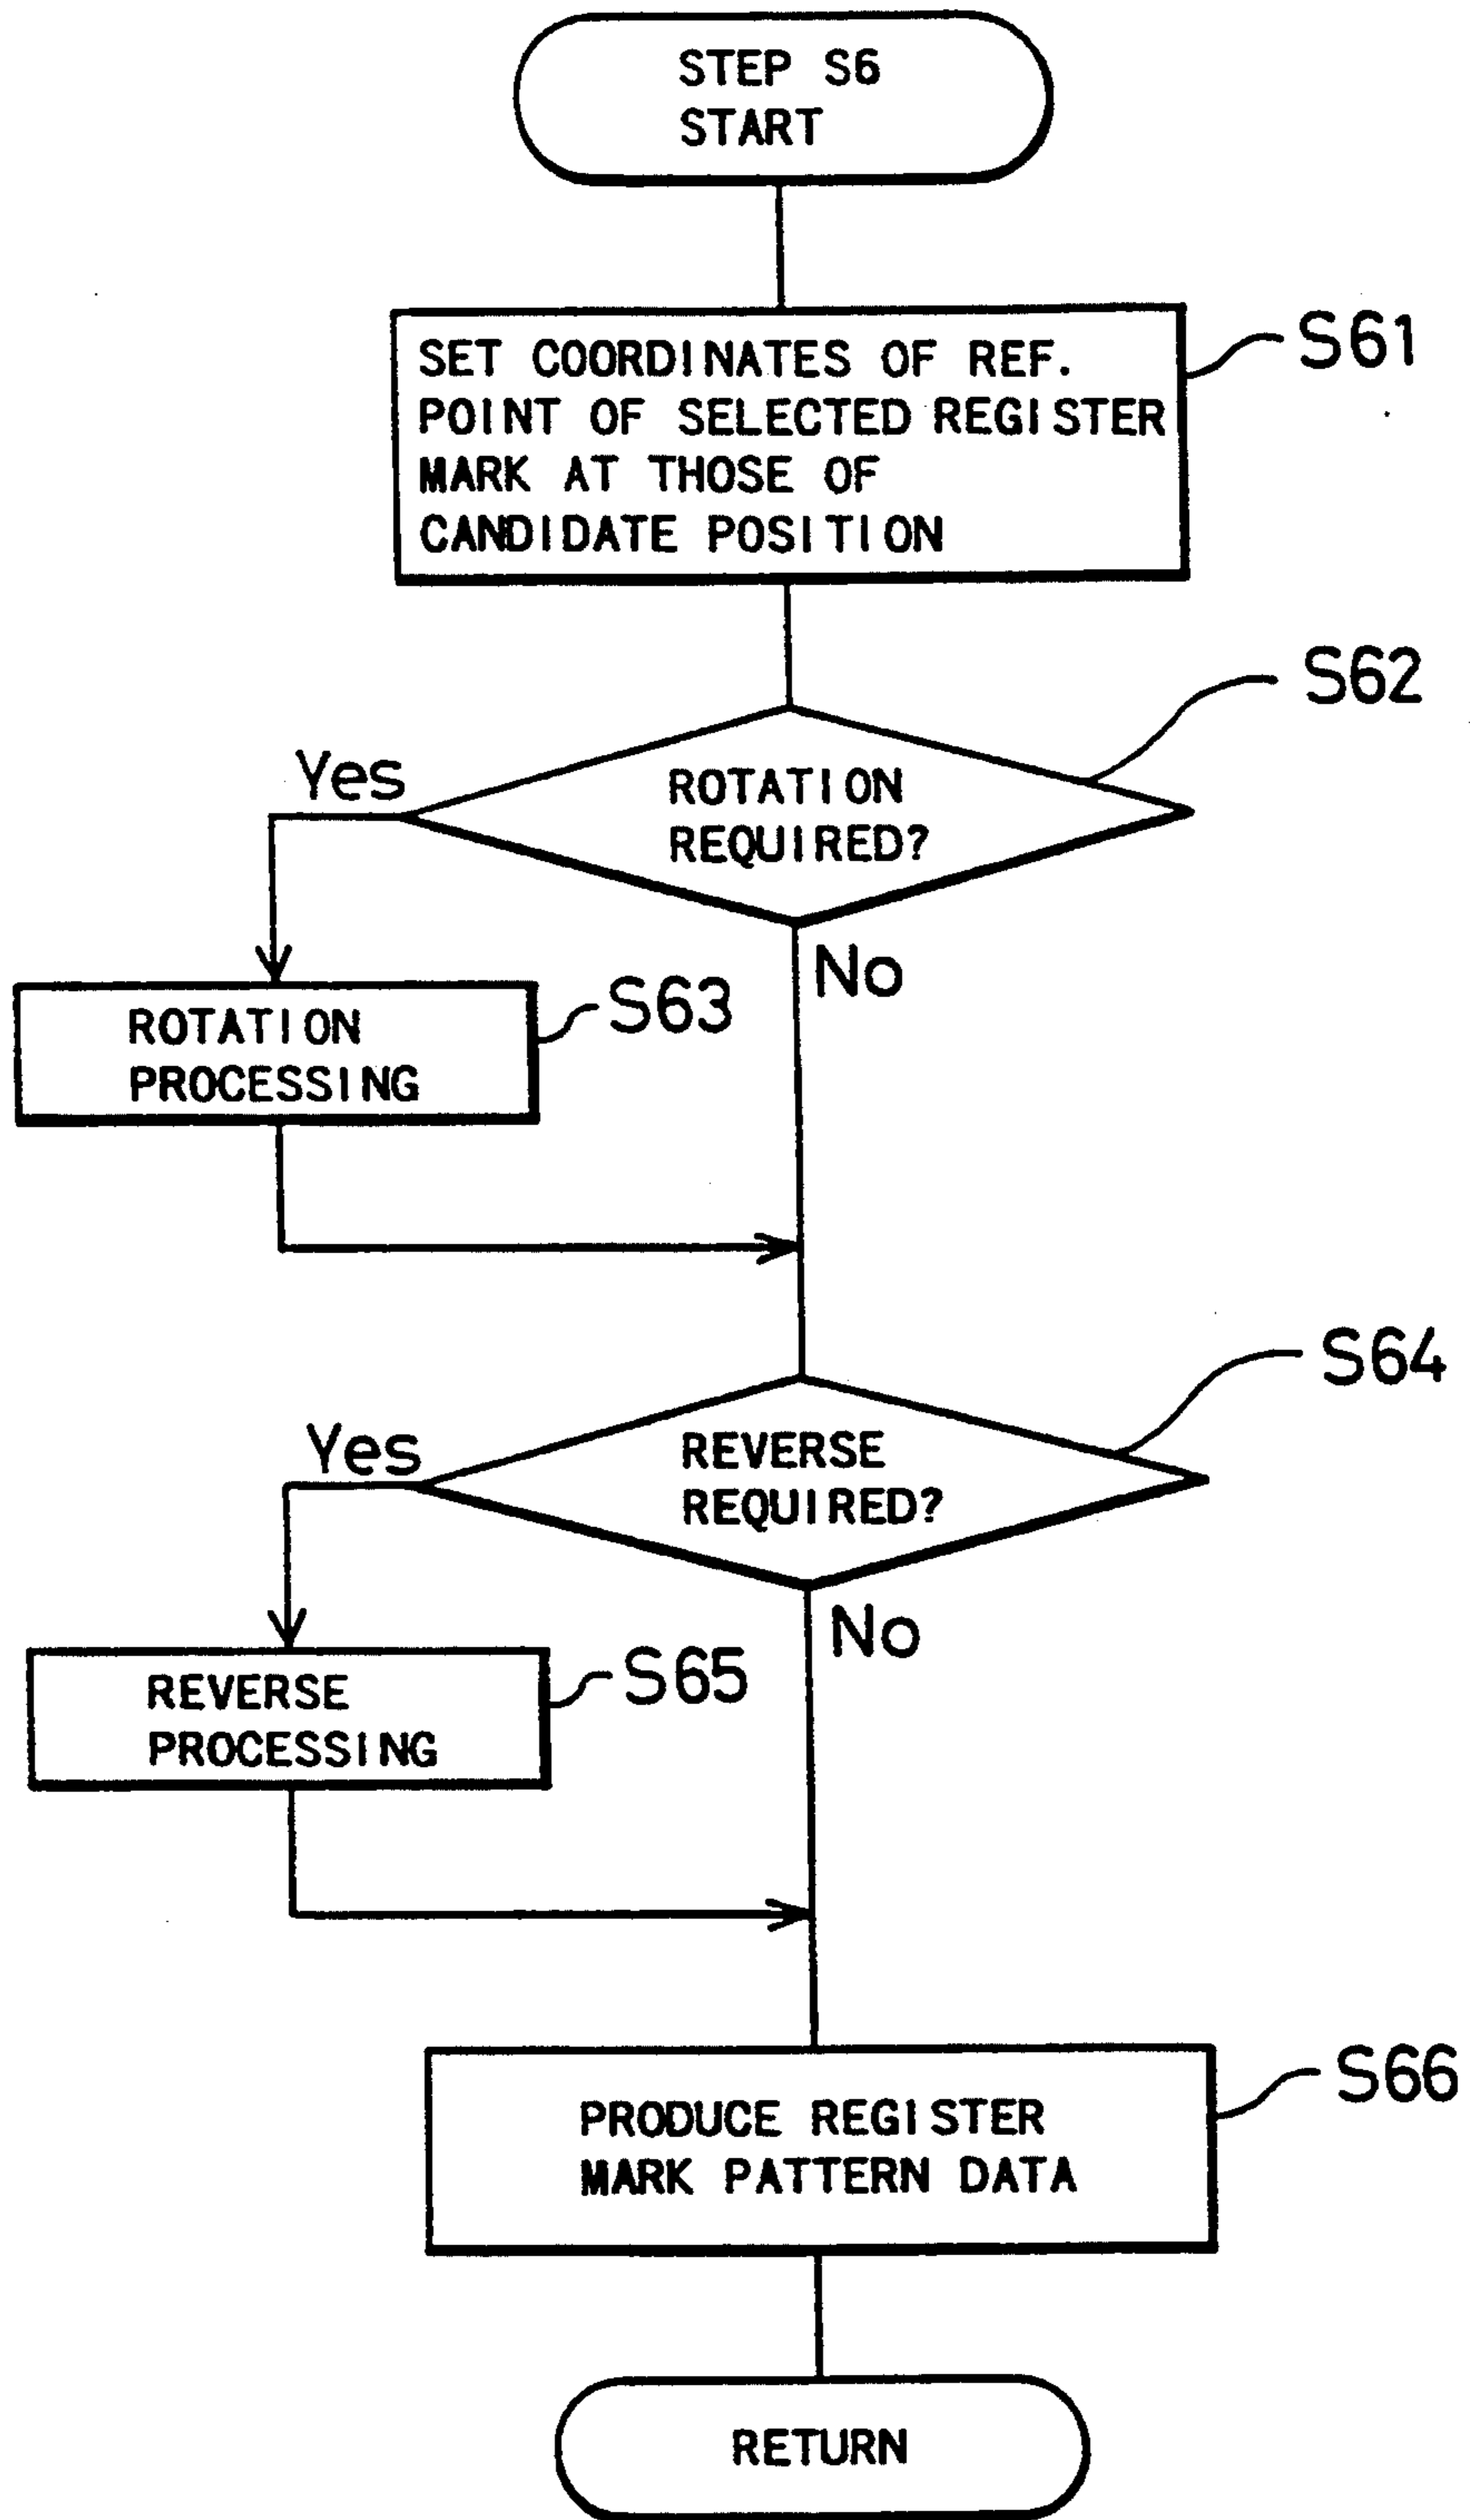 STEP S6
START
SET COORDINATES OF REF.
POINT OF SELECTED REGISTER
MARK AT THOSE OF
CANDIDATE POSITION
S61
S62
Yes
ROTATION
REQUIRED?
No
S63
ROTATION
PROCESSING
S64
Yes
REVERSE
REQUIRED?
No
S65
REVERSE
PROCESSING
S66
PRODUCE REGISTER
MARK PATTERN DATA
RETURN